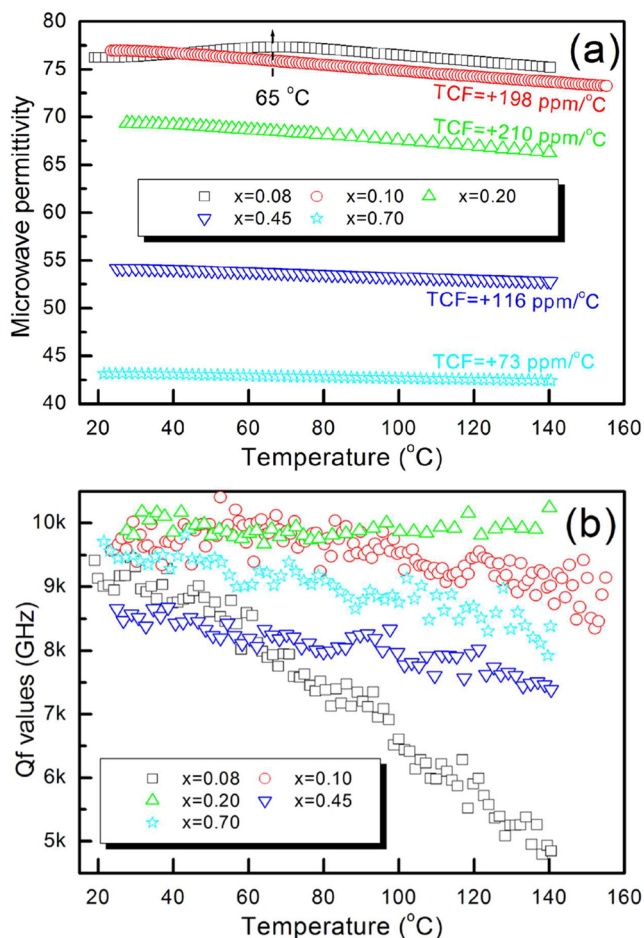 80
75
70
65
60
55
50
45
40
Microwave permittivity
(a)
65 °C
TCF=+198 ppm/°C
TCF=+210 ppm/°C
x=0.08 x=0.10 x=0.20
x=0.45 x=0.70
TCF=+116 ppm/°C
TCF=+73 ppm/°C
20 40 60 80 100 120 140 160
Temperature (°C)
(b)
10k
9k
8k
7k
6k
5k
Qf values (GHz)
x=0.08 x=0.10
x=0.20 x=0.45
x=0.70
20 40 60 80 100 120 140 160
Temperature (°C)